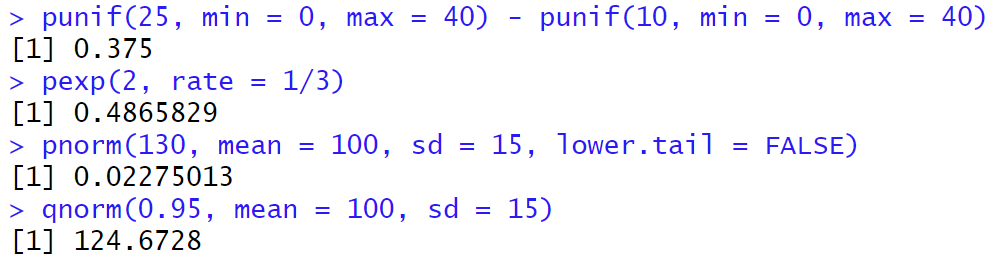 > punif(25, min = 0, max = 40) - punif(10, min = 0, max = 40)
[1] 0.375
> pexp(2, rate = 1/3)
[1] 0.4865829
> pnorm(130, mean = 100, sd = 15, lower.tail = FALSE)
[1] 0.02275013
> qnorm(0.95, mean = 100, sd = 15)
[1] 124.6728